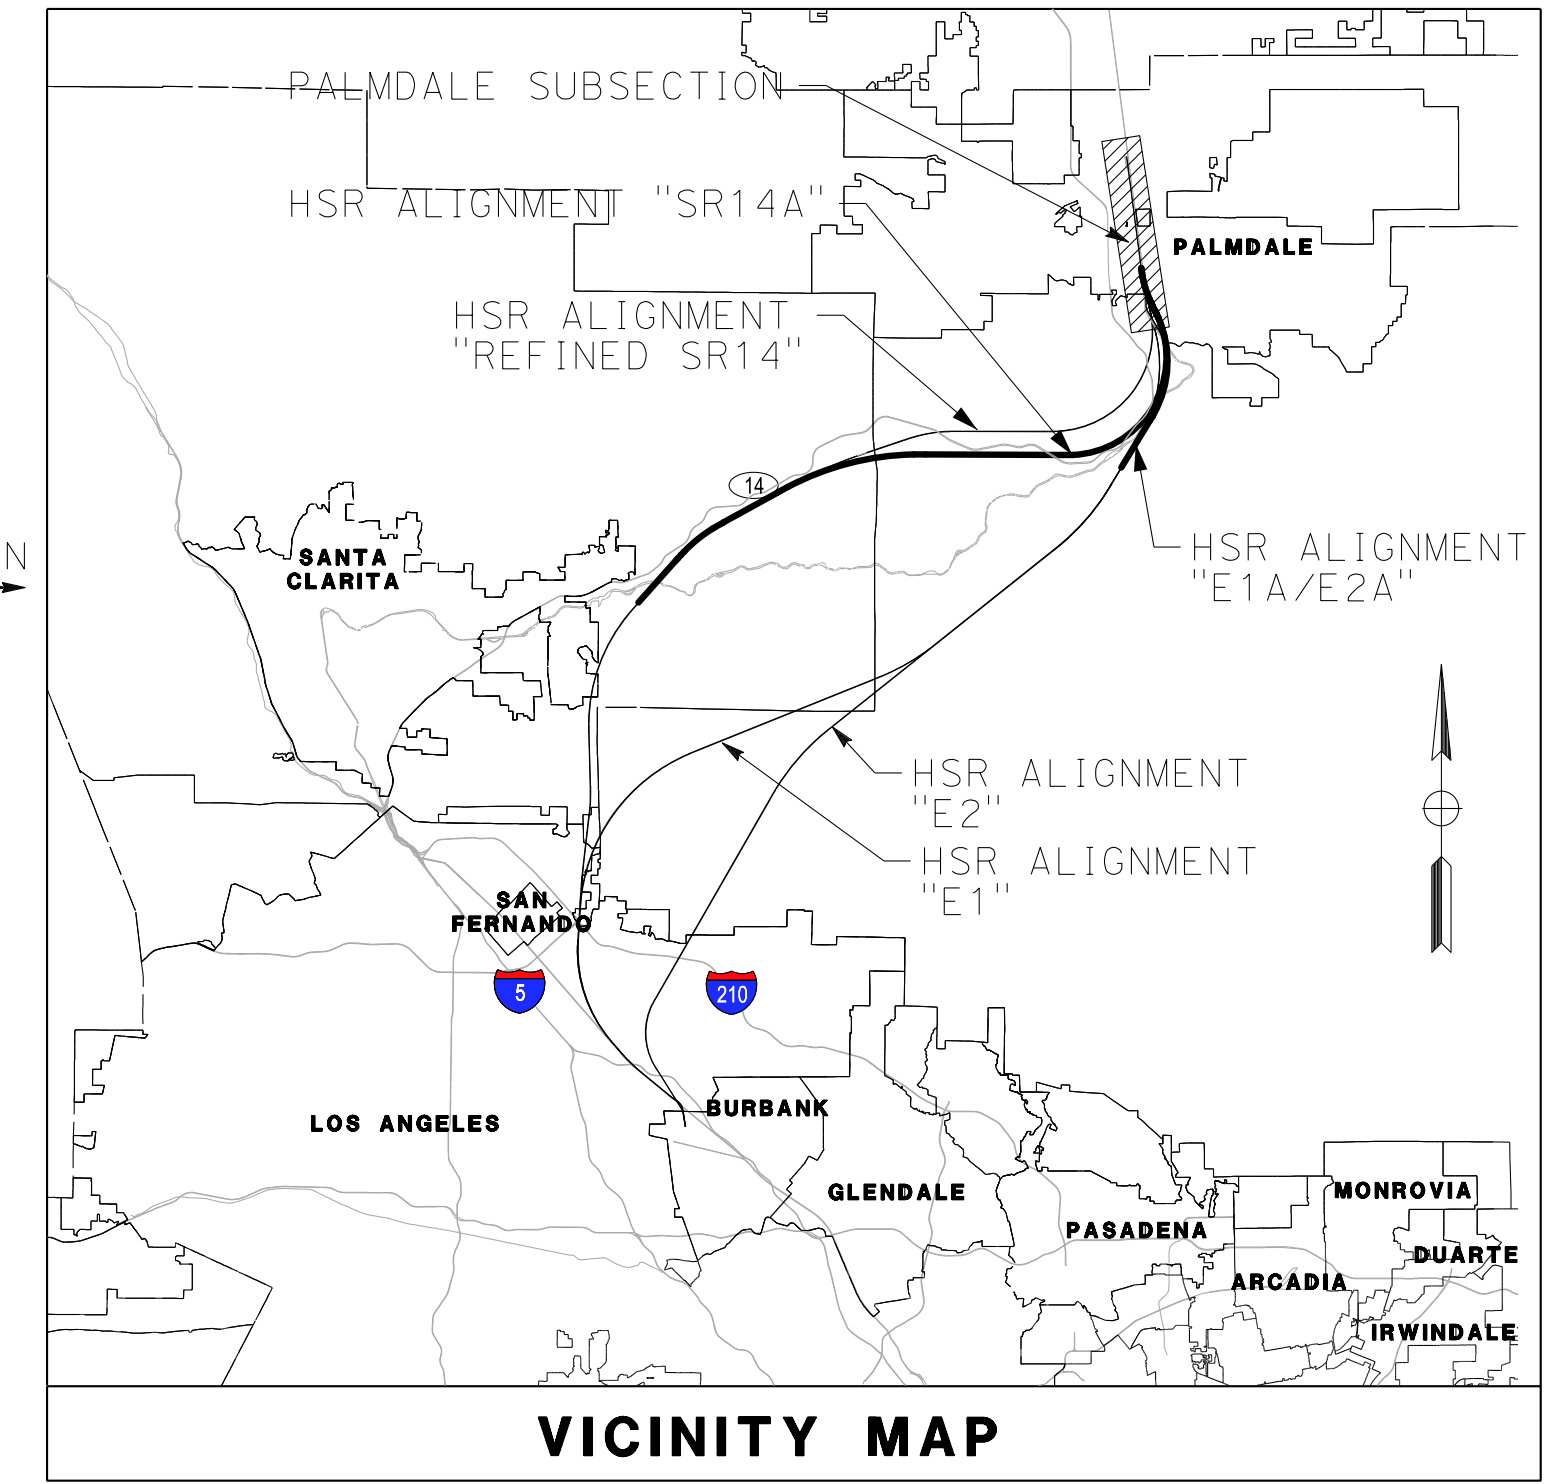 PALMDALE SUBSECTION
HSR ALIGNMENT "SR14A"
PALMDALE
HSR ALIGNMENT
"REFINED SR14"
14
N
SANTA
CLARITA
HSR ALIGNMENT
"E1A/E2A"
HSR ALIGNMENT
"E2"
HSR ALIGNMENT
"E1"
SAN
FERNANDO
5
210
BURBANK
LOS ANGELES
GLENDALE
MONROVIA
PASADENA
DUARTE
ARCADIA
IRWINDALE
VICINITY MAP